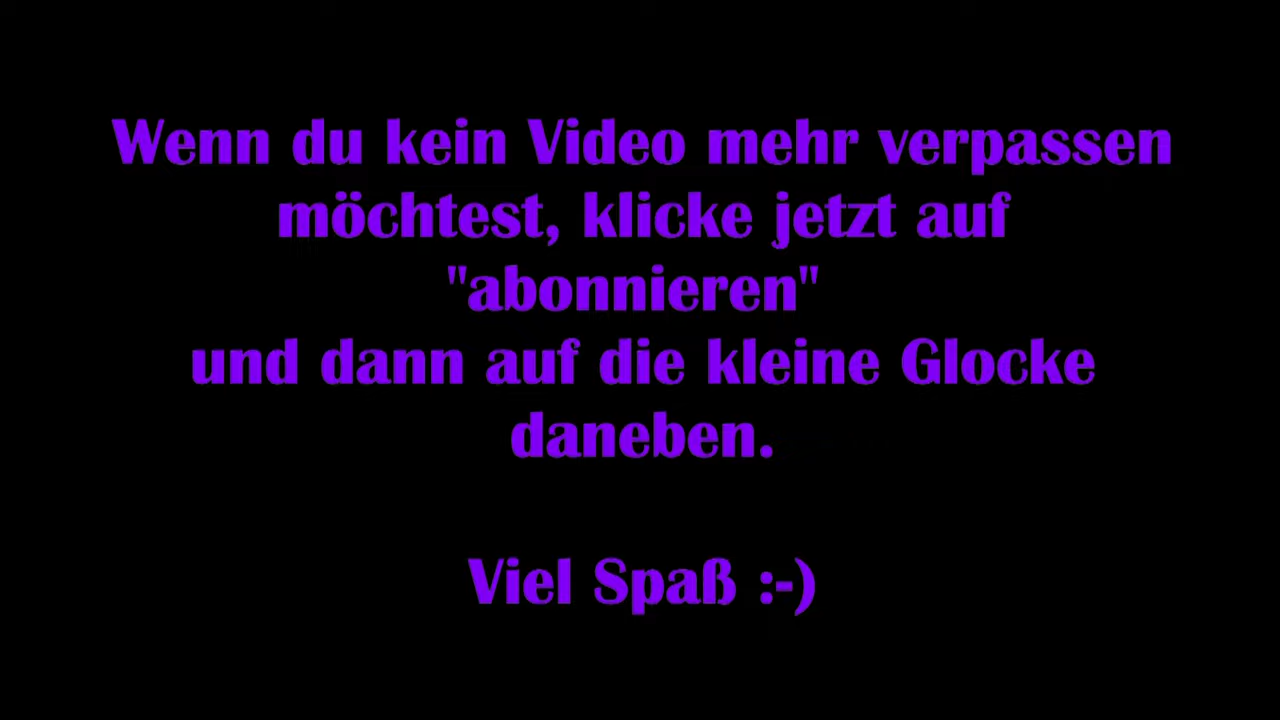 Wenn du kein Video mehr verpassen
möchtest, klicke jetzt auf
"abonnieren"
und dann auf die kleine Glocke
daneben.
Viel Spaß :-)